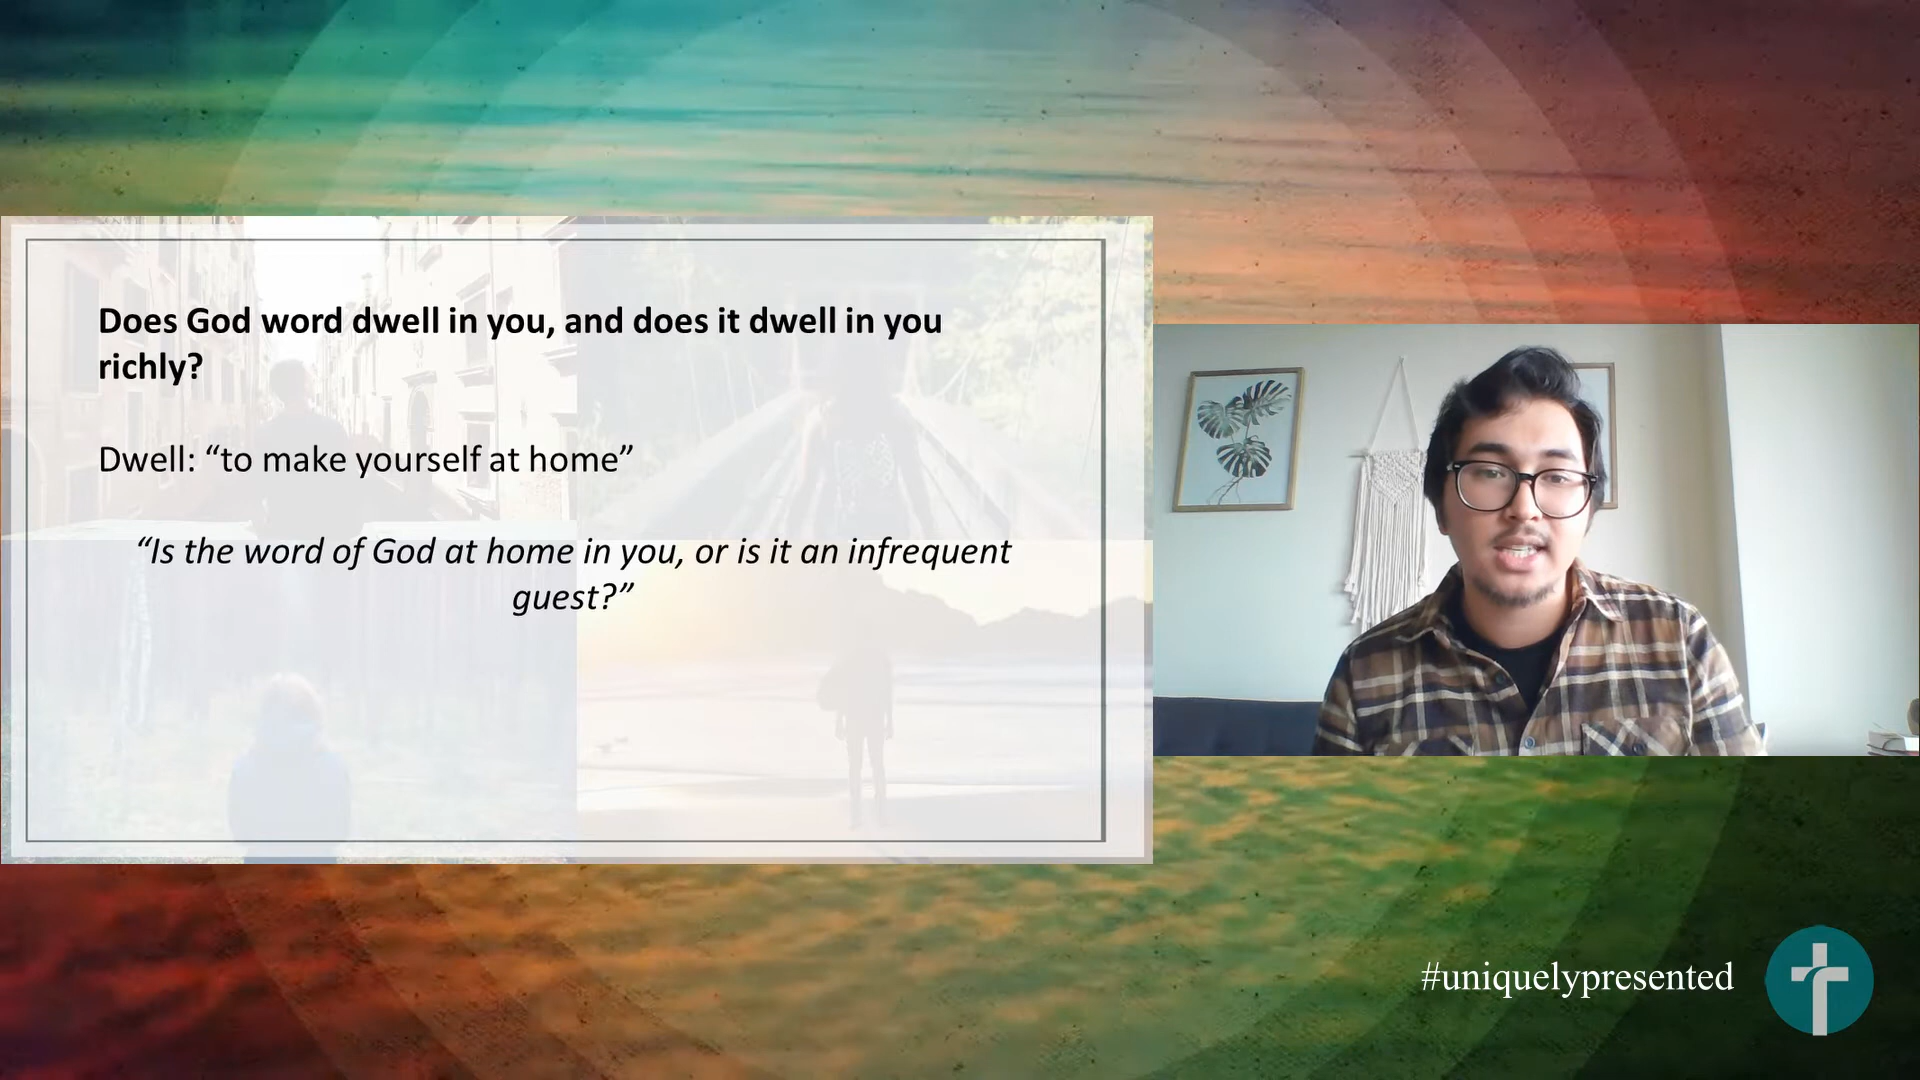 Does God word dwell in you, and does it dwell in you
richly?
Dwell: “to make yourself at home”
“Is the word of God at home in you, or is it an infrequent
guest?”
#uniquelypresented